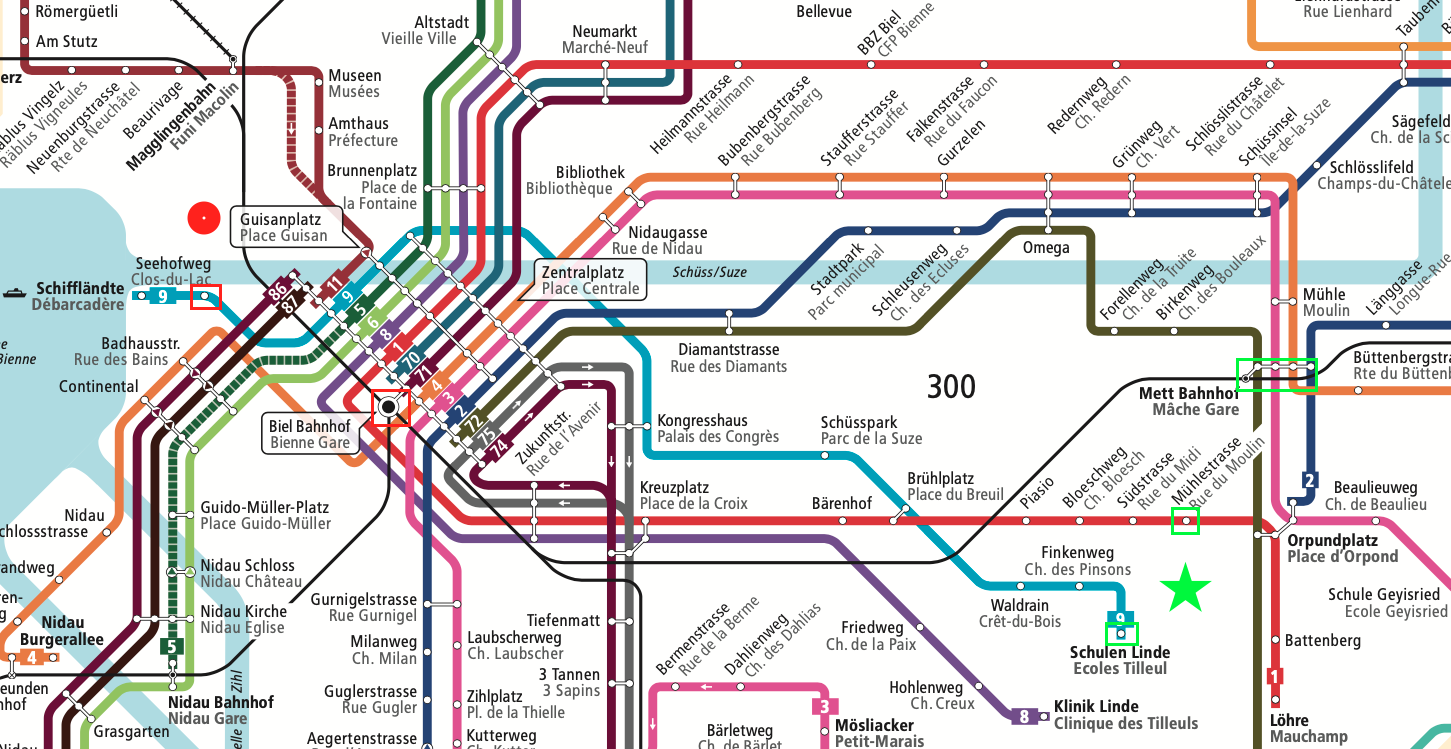 Römergüetli
Am Stutz
erz
Räblus Vingelz
Räblus Vigneules
Neuenburgstrasse
Rte de Neuchâtel
Beaurivage
Magglingenbahn
Funi Macolin
Museen
Musées
Amthaus
Préfecture
Brunnenplatz
Place de
la Fontaine
Altstadt
Vieille Ville
Neumarkt
Marché-Neuf
Bellevue
BBZ Biel
CFP Bienne
Rue Lienhard
Heilmannstrasse
Rue Heilmann
Bubenbergstrasse
Rue Bubenberg
Staufferstrasse
Rue Stauffer
Falkenstrasse
Rue du Faucon
Gurzelen
Redernweg
Ch. Redern
Grünweg
Ch. Vert
Schlösslistrasse
Rue du Châtelet
Schüssinsel
Île-de-la-Suze
Sägefeld
Ch. de la Sc
Schlösslifeld
Champs-du-Châtele
Bibliothek
Bibliothèque
Nidaugasse
Rue de Nidau
Guisanplatz
Place Guisan
Zentralplatz
Place Centrale
Schüss/Suze
Stadtpark
Parc municipal
Schleusenweg
Ch. des Ecluses
Omega
Forellenweg
Ch. de la Truite
Birkenweg
Ch. des Bouleaux
Mühle
Moulin
Länggasse
Longue-Rue
Büttenbergstra
Rte du Büttenb
Seehofweg
Clos-du-Lac
Schifflände
Débarcadère
9
86
87
11
9
5
6
8
1
70
71
4
3
2
72
75
74
Badhausstr.
Rue des Bains
Continental
ne
Bienne
Biel Bahnhof
Bienne Gare
Zukunftstr.
Rue de l'Avenir
Diamantstrasse
Rue des Diamants
300
Mett Bahnhof
Mâche Gare
Kongresshaus
Palais des Congrès
Schüsspark
Parc de la Suze
Kreuzplatz
Place de la Croix
Bärenhof
Brühlplatz
Place du Breuil
Piasio
Bloeschweg
Ch. Bloesch
Südstrasse
Rue du Midi
Mühlestrasse
Rue du Moulin
2
Beaulieuweg
Ch. de Beaulieu
Orpundplatz
Place d'Orpond
Guido-Müller-Platz
Place Guido-Müller
Nidau
chlossstrasse
Nidau Schloss
Nidau Château
Nidau Kirche
Nidau Eglise
Nidau
Burgerallee
4
5
Nidau Bahnhof
Nidau Gare
Grasgarten
Gurnigelstrasse
Rue Gurnigel
Milanweg
Ch. Milan
Guglerstrasse
Rue Gugler
Aegertenstrasse
Laubscherweg
Ch. Laubscher
Zihlplatz
Pl. de la Thielle
Kutterweg
Ch. Kutter
Tiefenmatt
3 Tannen
3 Sapins
Bermenstrasse
Rue de la Berme
Dahlienweg
Ch. des Dahlias
Bärletweg
Ch. de Bärlet
3
Mösliacker
Petit-Marais
Friedweg
Ch. de la Paix
Hohlenweg
Ch. Creux
8
Klinik Linde
Clinique des Tilleuls
Finkenweg
Ch. des Pinsons
Waldrain
Crêt-du-Bois
9
Schulen Linde
Ecoles Tilleul
Schule Geyisried
Ecole Geyisried
Battenberg
1
Löhre
Mauchamp